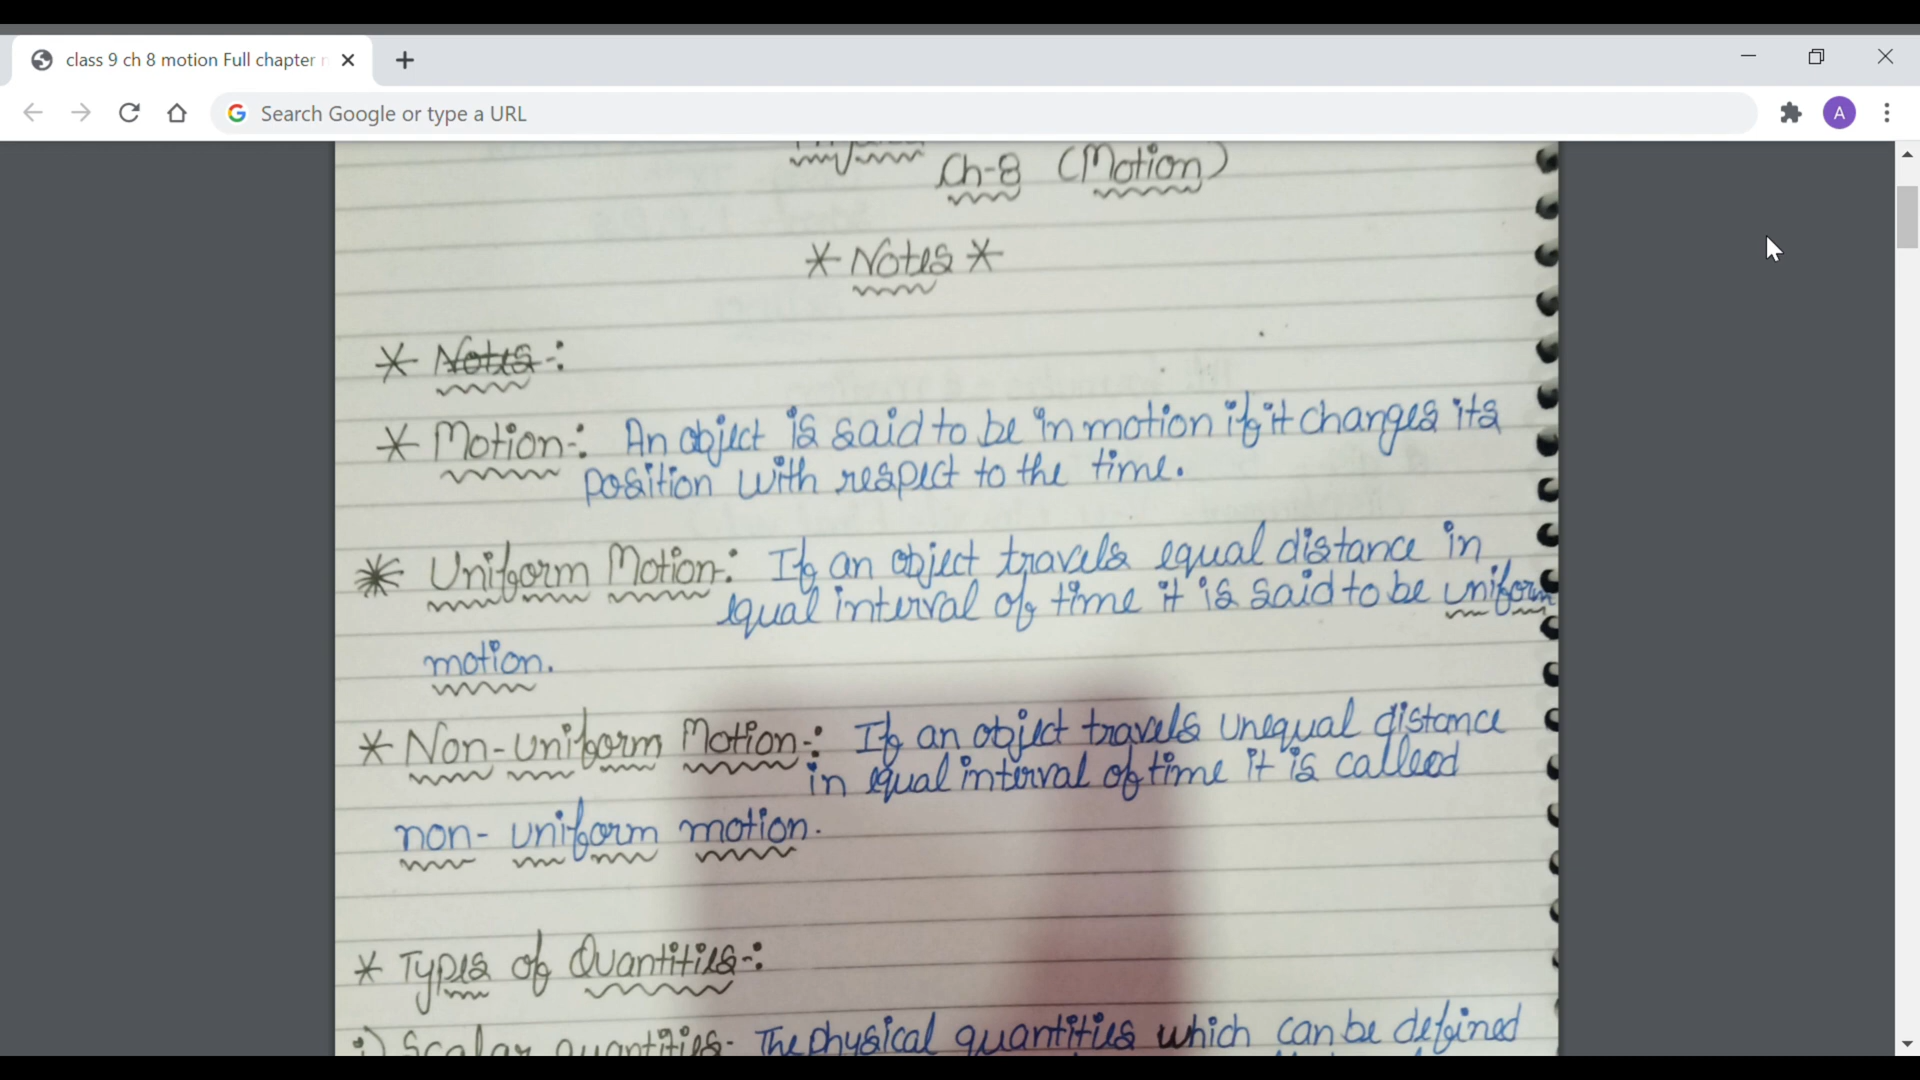 class 9 ch 8 motion Full chapter
Search Google or type a URL
A
Ch-8 (Motion)
* Notes *
* Notes -:
* Motion -: An object is said to be in motion if it changes its
position with respect to the time.
* Uniform Motion -: If an object travels equal distance in
equal interval of time it is said to be uniform
motion.
* Non-uniform Motion -: If an object travels unequal distance
in equal interval of time it is calleed
non-uniform motion.
* Types of Quantities -:
i) Scalar quantities - The physical quantities which can be defined